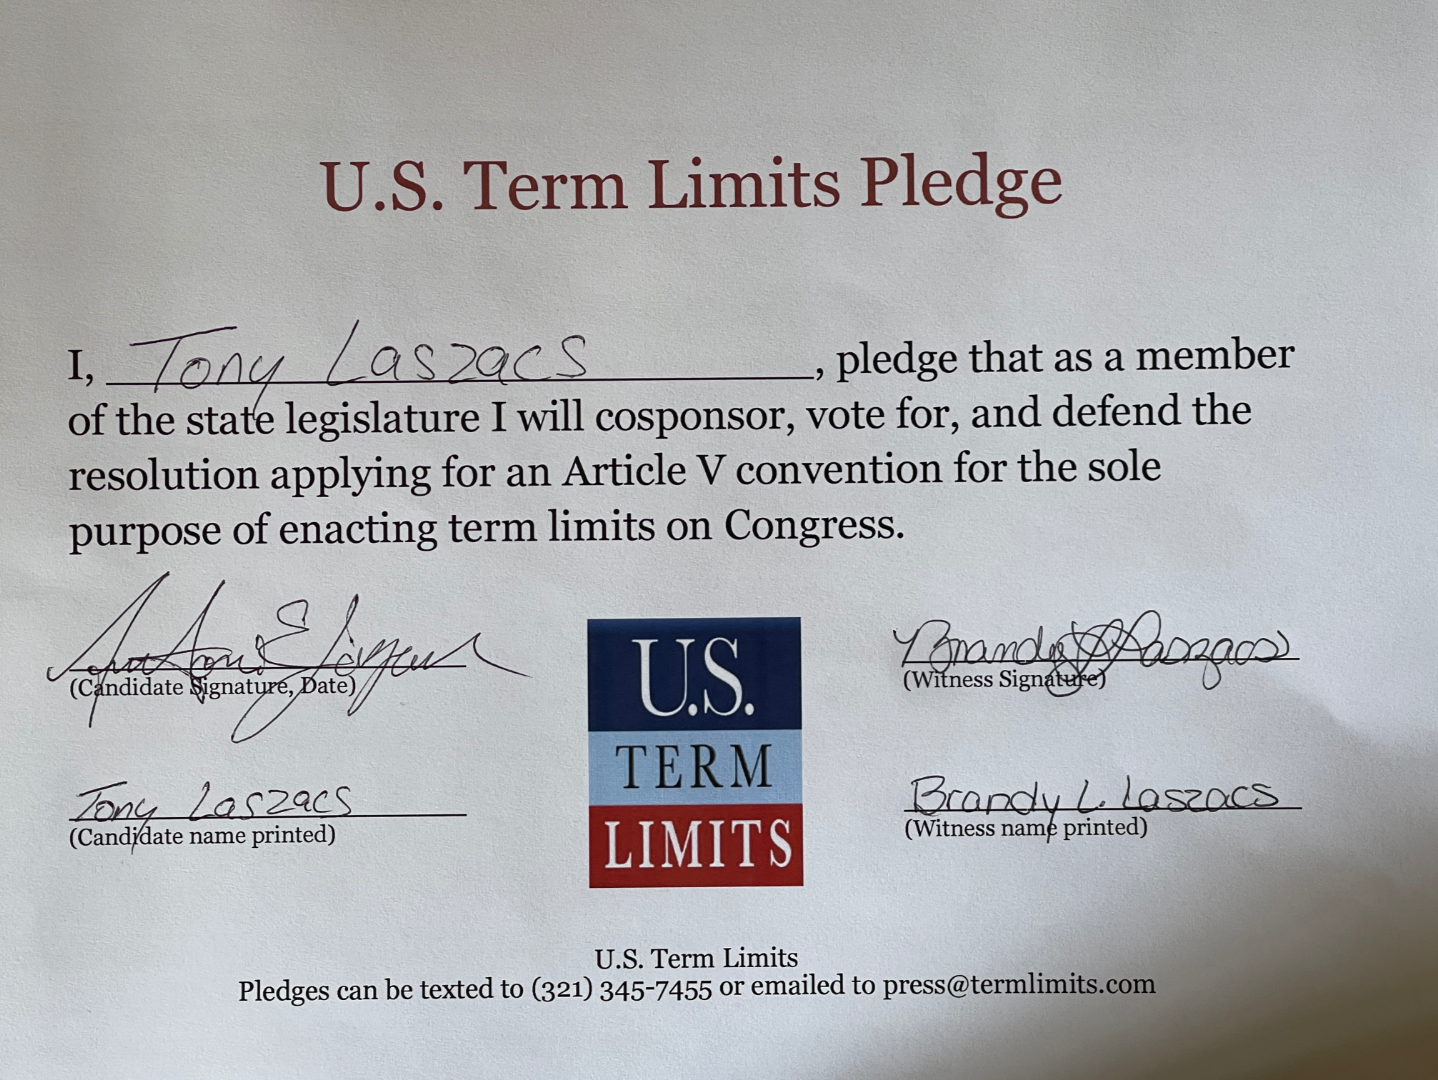 U.S. Term Limits Pledge
I, Tony Laszacs, pledge that as a member
of the state legislature I will cosponsor, vote for, and defend the
resolution applying for an Article V convention for the sole
purpose of enacting term limits on Congress.
(Candidate Signature, Date)
Tony Laszacs
(Candidate name printed)
U.S.
TERM
LIMITS
Brandy Laszacs
(Witness Signature)
Brandy L. Laszacs
(Witness name printed)
U.S. Term Limits
Pledges can be texted to (321) 345-7455 or emailed to press@termlimits.com